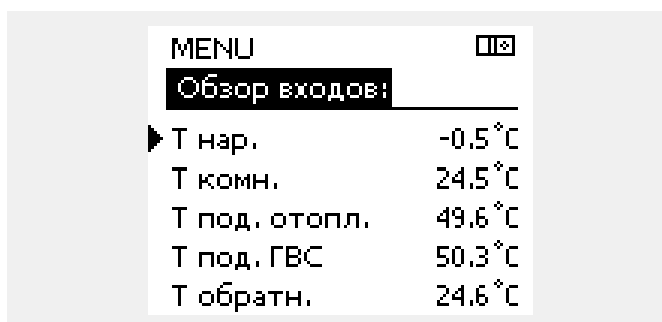 MENU
Обзор входов:
Т нар. -0.5°C
Т комн. 24.5°C
Т под. отопл. 49.6°C
Т под. ГВС 50.3°C
Т обратн. 24.6°C